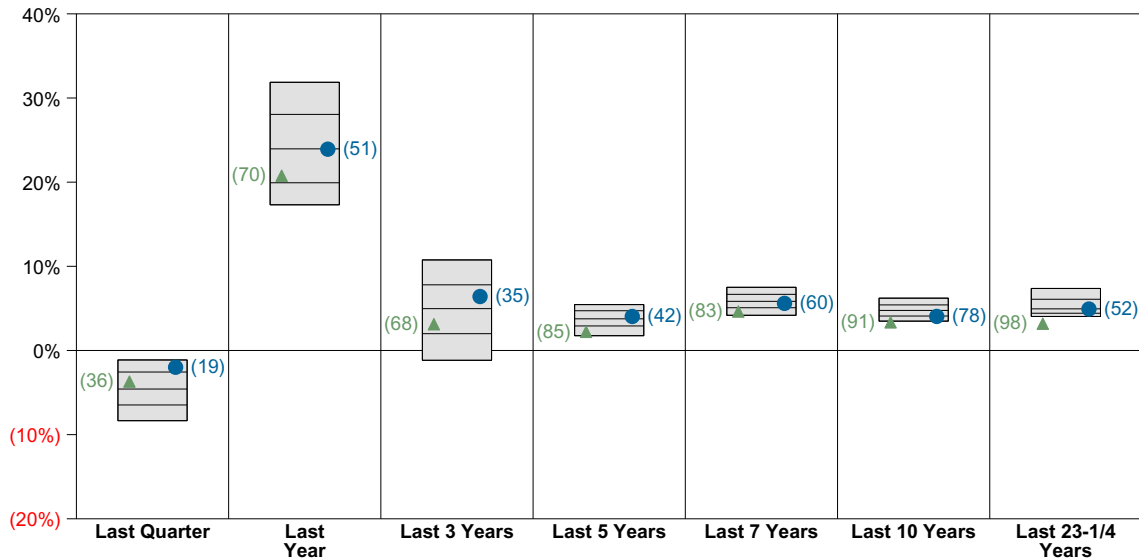 40%
30%
20%
10%
0%
(10%)
(20%)
(36)
(19)
(70)
(51)
(68)
(35)
(85)
(42)
(83)
(60)
(91)
(78)
(98)
(52)
Last Quarter
Last
Year
Last 3 Years
Last 5 Years
Last 7 Years
Last 10 Years
Last 23-1/4
Years